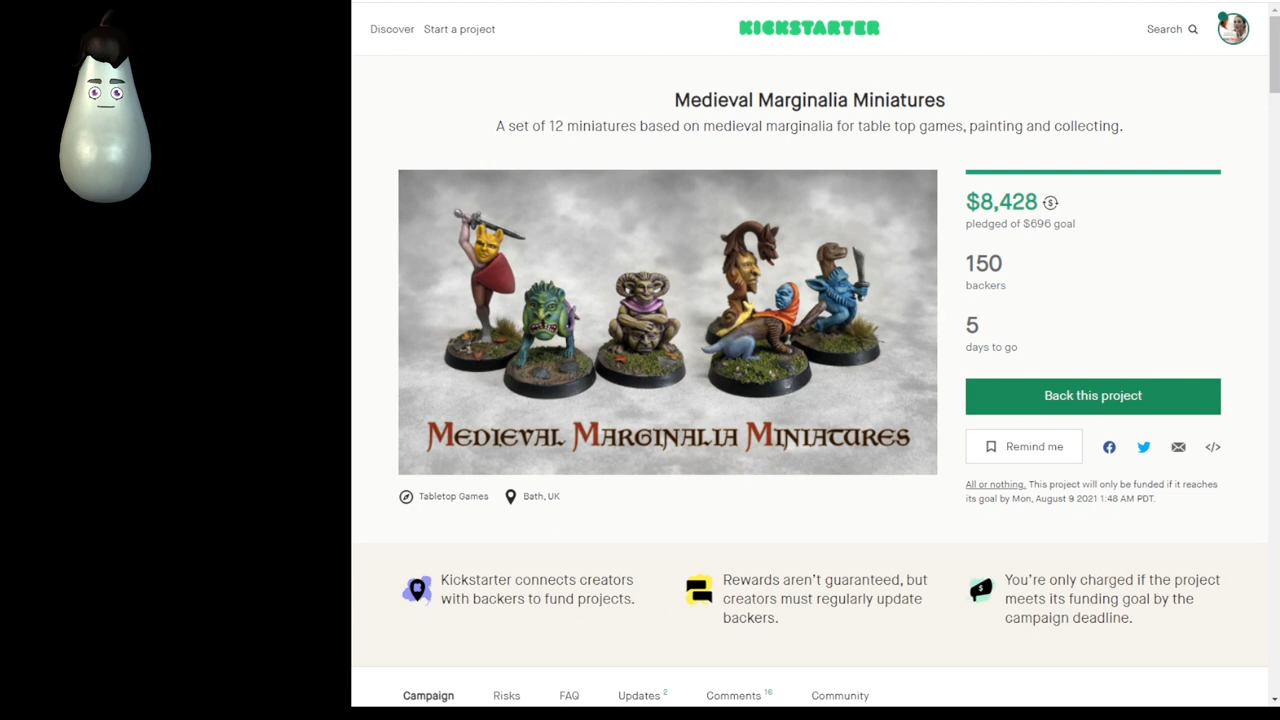 Discover Start a project
KICKSTARTER
Search
Medieval Marginalia Miniatures
A set of 12 miniatures based on medieval marginalia for table top games, painting and collecting.
MEDIEVAL MARGINALIA MINIATURES
Tabletop Games Bath, UK
$8,428
pledged of $696 goal
150
backers
5
days to go
Back this project
Remind me
All or nothing. This project will only be funded if it reaches
its goal by Mon, August 9 2021 1:48 AM PDT.
Kickstarter connects creators
with backers to fund projects.
Rewards aren't guaranteed, but
creators must regularly update
backers.
You're only charged if the project
meets its funding goal by the
campaign deadline.
Campaign Risks FAQ Updates 2 Comments 16 Community